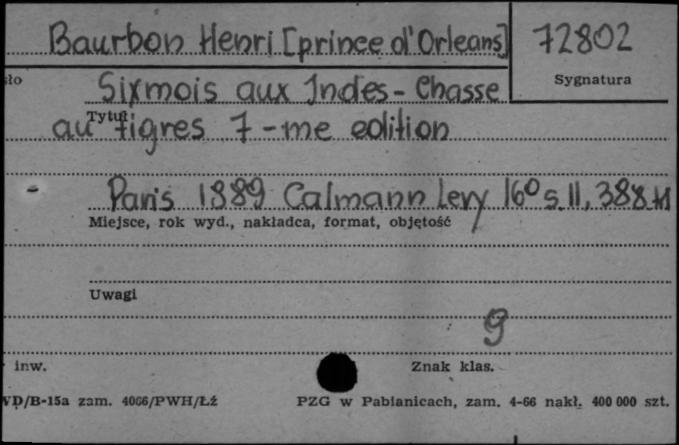 Baurbon Henri [prince d'Orleans] 72802
sło Sygnatura
Sixmois aux Indes - Chasse
Tytuł
au tigres 7-me edition
- Paris 1889 Calmann Levy 16° s. II, 388
Miejsce, rok wyd., nakładca, format, objętość
Uwagi
9
inw. Znak klas.
VD/B-15a zam. 4066/PWH/Łź PZG w Pabianicach, zam. 4-66 nakł. 400 000 szt.